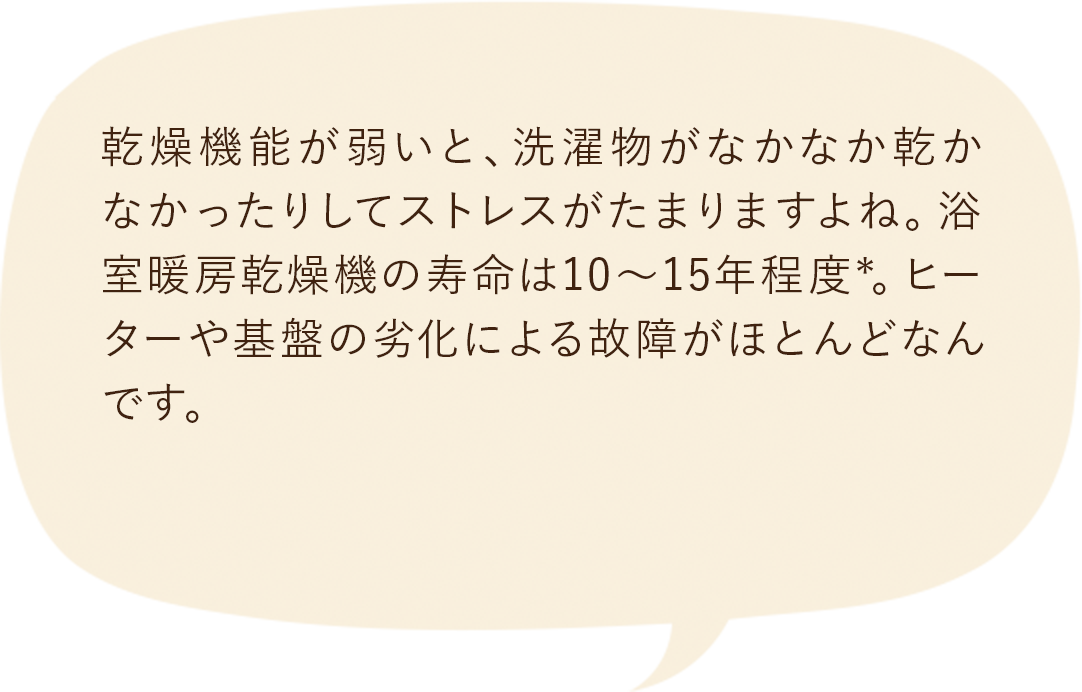 乾燥機能が弱いと、洗濯物がなかなか乾か
なかったりしてストレスがたまりますよね。浴
室暖房乾燥機の寿命は10〜15年程度*。ヒー
ターや基盤の劣化による故障がほとんどなん
です。